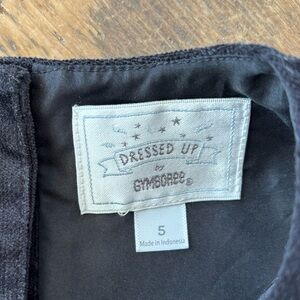 DRESSED UP
by
GYMBOREE®
5
Made in Indonesia